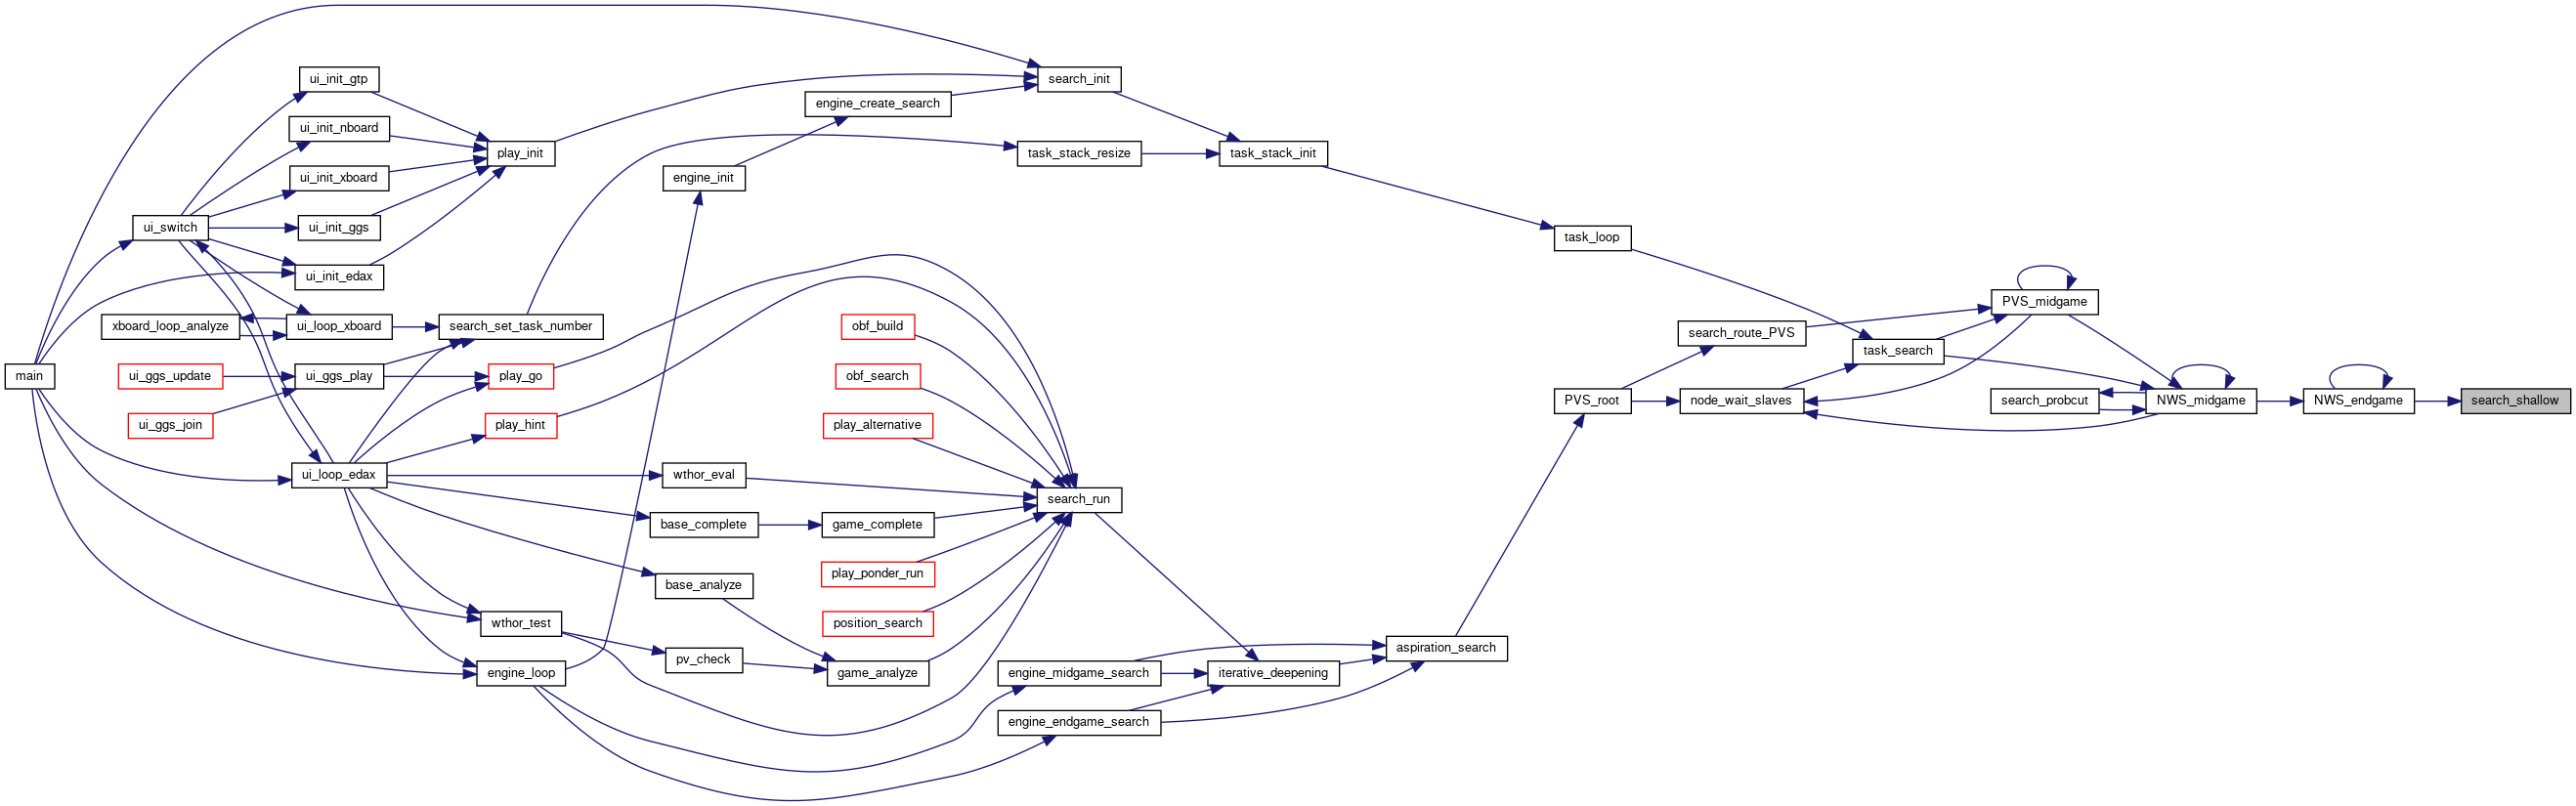 main
ui_switch
xboard_loop_analyze
ui_ggs_update
ui_ggs_join
ui_init_gtp
ui_init_nboard
ui_init_xboard
ui_init_ggs
ui_init_edax
ui_loop_xboard
ui_ggs_play
ui_loop_edax
play_init
search_set_task_number
play_go
play_hint
wthor_test
engine_loop
engine_init
wthor_eval
base_complete
base_analyze
pv_check
engine_create_search
obf_build
obf_search
play_alternative
game_complete
play_ponder_run
position_search
game_analyze
search_init
task_stack_resize
search_run
engine_midgame_search
engine_endgame_search
task_stack_init
iterative_deepening
aspiration_search
task_loop
PVS_root
search_route_PVS
node_wait_slaves
task_search
PVS_midgame
search_probcut
NWS_midgame
NWS_endgame
search_shallow